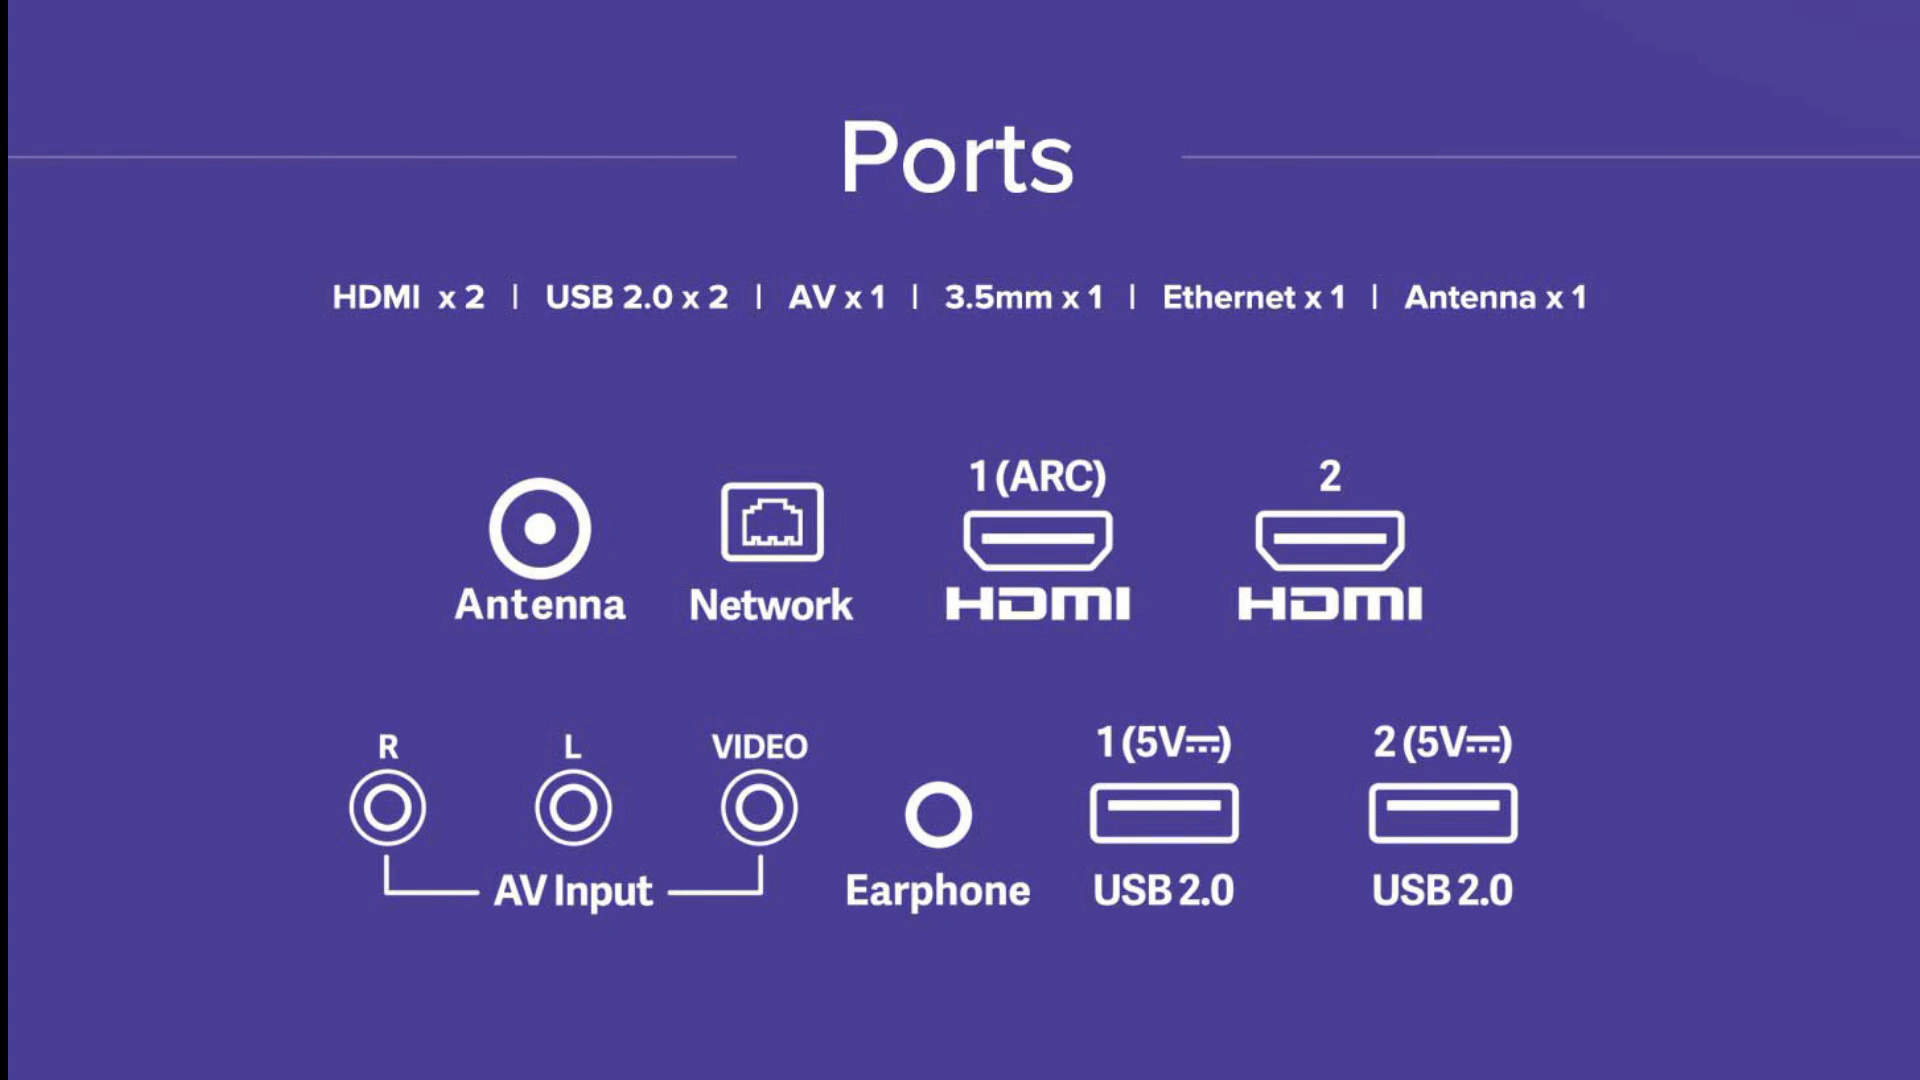 Ports
HDMI x 2 | USB 2.0 x 2 | AV x 1 | 3.5mm x 1 | Ethernet x 1 | Antenna x 1
1 (ARC) 2
Antenna Network HDMI HDMI
R L VIDEO 1 (5V⎓) 2 (5V⎓)
AV Input Earphone USB 2.0 USB 2.0